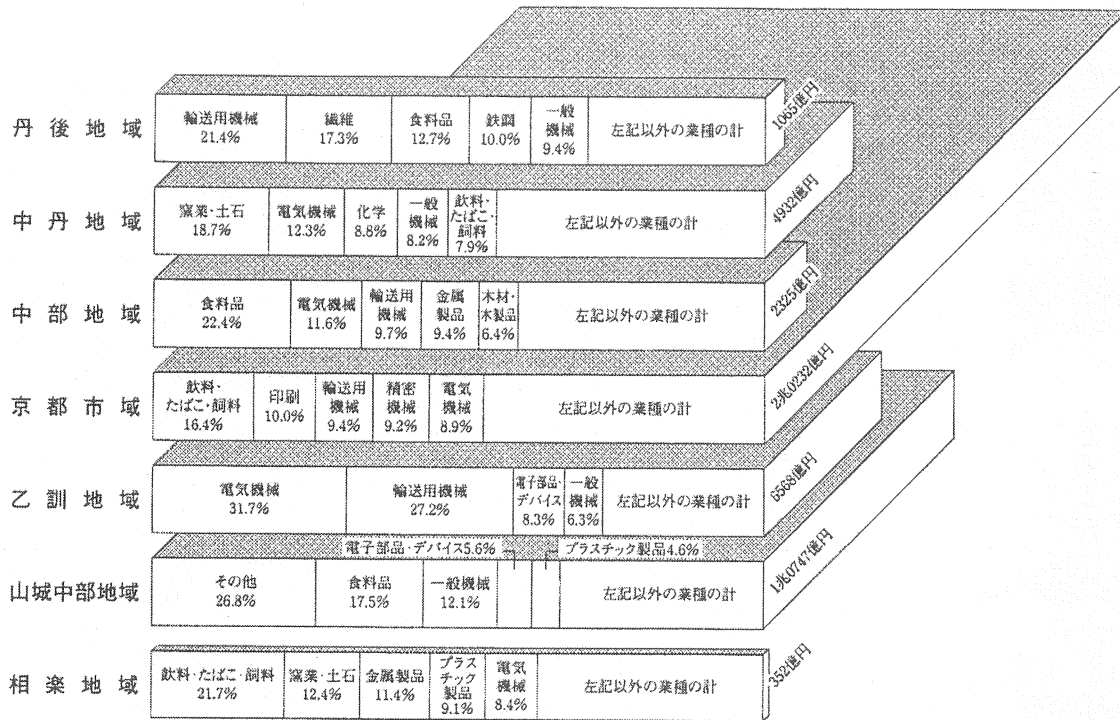 丹後地域
輸送用機械
21.4%
繊維
17.3%
食料品
12.7%
鉄鋼
10.0%
一般
機械
9.4%
左記以外の業種の計
1065億円
中丹地域
窯業・土石
18.7%
電気機械
12.3%
化学
8.8%
一般
機械
8.2%
飲料・
たばこ・
飼料
7.9%
左記以外の業種の計
4932億円
中部地域
食料品
22.4%
電気機械
11.6%
輸送用
機械
9.7%
金属
製品
9.4%
木材・
木製品
6.4%
左記以外の業種の計
2325億円
京都市域
飲料・
たばこ・飼料
16.4%
印刷
10.0%
輸送用
機械
9.4%
精密
機械
9.2%
電気
機械
8.9%
左記以外の業種の計
2兆0232億円
乙訓地域
電気機械
31.7%
輸送用機械
27.2%
電子部品・
デバイス
8.3%
一般
機械
6.3%
左記以外の業種の計
6568億円
電子部品・デバイス5.6%
プラスチック製品4.6%
山城中部地域
その他
26.8%
食料品
17.5%
一般機械
12.1%
左記以外の業種の計
1兆0747億円
相楽地域
飲料・たばこ・飼料
21.7%
窯業・土石
12.4%
金属製品
11.4%
プラス
チック
製品
9.1%
電気
機械
8.4%
左記以外の業種の計
352億円